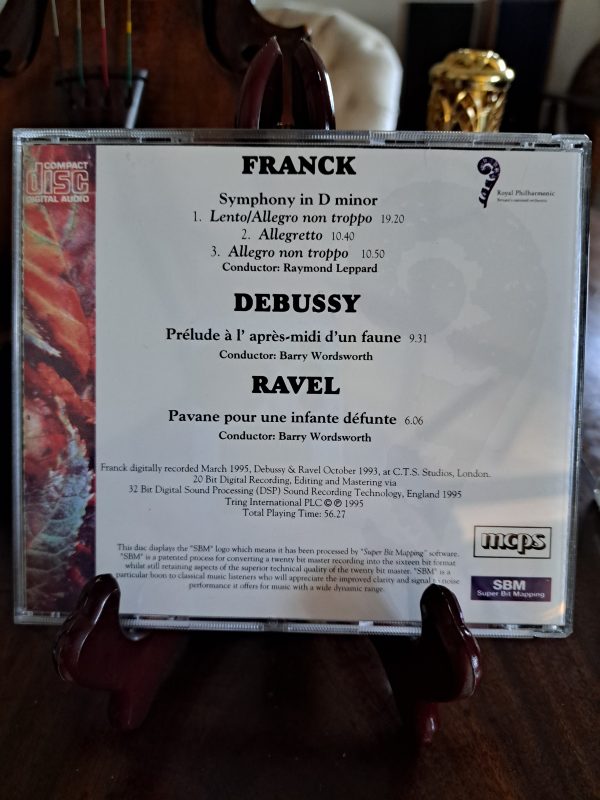 COMPACT
disc
DIGITAL AUDIO
FRANCK
Royal Philharmonic
Symphony in D minor
1. Lento/Allegro non troppo 19.20
2. Allegretto 10.40
3. Allegro non troppo 10.50
Conductor: Raymond Leppard
DEBUSSY
Prélude à l' après-midi d'un faune 9.31
Conductor: Barry Wordsworth
RAVEL
Pavane pour une infante défunte 6.06
Conductor: Barry Wordsworth
Franck digitally recorded March 1995, Debussy & Ravel October 1993, at C.T.S. Studios, London.
20 Bit Digital Recording, Editing and Mastering via
32 Bit Digital Sound Processing (DSP) Sound Recording Technology, England 1995
Tring International PLC © ℗ 1995
Total Playing Time: 56.27
This disc displays the "SBM" logo which means it has been processed by "Super Bit Mapping" software.
"SBM" is a patented process for converting a twenty bit master recording into the sixteen bit format
whilst still retaining aspects of the superior technical quality of the twenty bit master. "SBM" is a
particular boon to classical music listeners who will appreciate the improved clarity and signal to noise
performance it offers for music with a wide dynamic range.
mcps
SBM
Super Bit Mapping